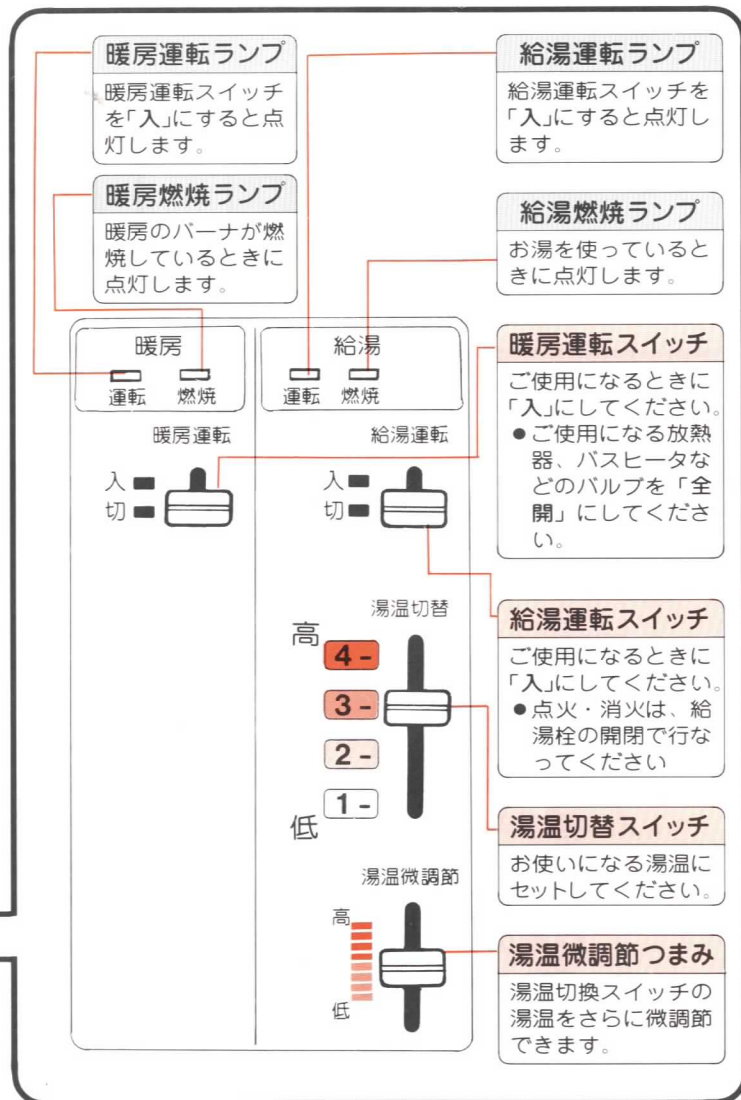 暖房運転ランプ
暖房運転スイッチ
を「入」にすると点
灯します。
給湯運転ランプ
給湯運転スイッチを
「入」にすると点灯し
ます。
暖房燃焼ランプ
暖房のバーナが燃
焼しているときに
点灯します。
給湯燃焼ランプ
お湯を使っていると
きに点灯します。
暖房
運転 燃焼
給湯
運転 燃焼
暖房運転
入
切
給湯運転
入
切
湯温切替
高
4 -
3 -
2 -
1 -
低
湯温微調節
高
低
暖房運転スイッチ
ご使用になるときに
「入」にしてください。
●ご使用になる放熱
器、バスヒータな
どのバルブを「全
開」にしてくださ
い。
給湯運転スイッチ
ご使用になるときに
「入」にしてください。
●点火・消火は、給
湯栓の開閉で行な
ってください
湯温切替スイッチ
お使いになる湯温に
セットしてください。
湯温微調節つまみ
湯温切換スイッチの
湯温をさらに微調節
できます。